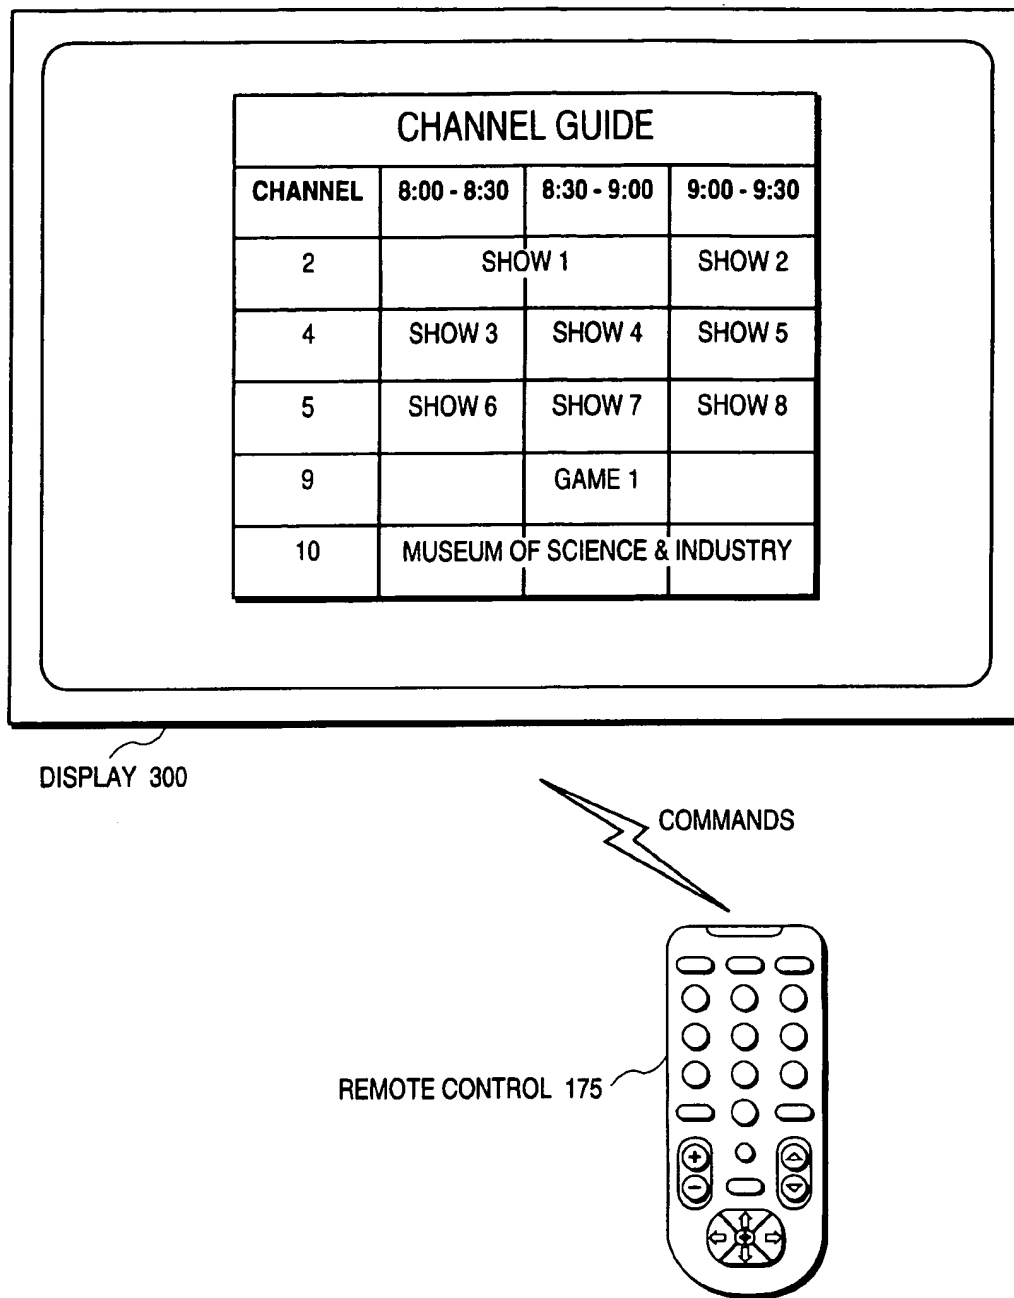 CHANNEL GUIDE
CHANNEL 8:00 - 8:30 8:30 - 9:00 9:00 - 9:30
2 SHOW 1 SHOW 2
4 SHOW 3 SHOW 4 SHOW 5
5 SHOW 6 SHOW 7 SHOW 8
9 GAME 1
10 MUSEUM OF SCIENCE & INDUSTRY
DISPLAY 300
COMMANDS
REMOTE CONTROL 175
+
−